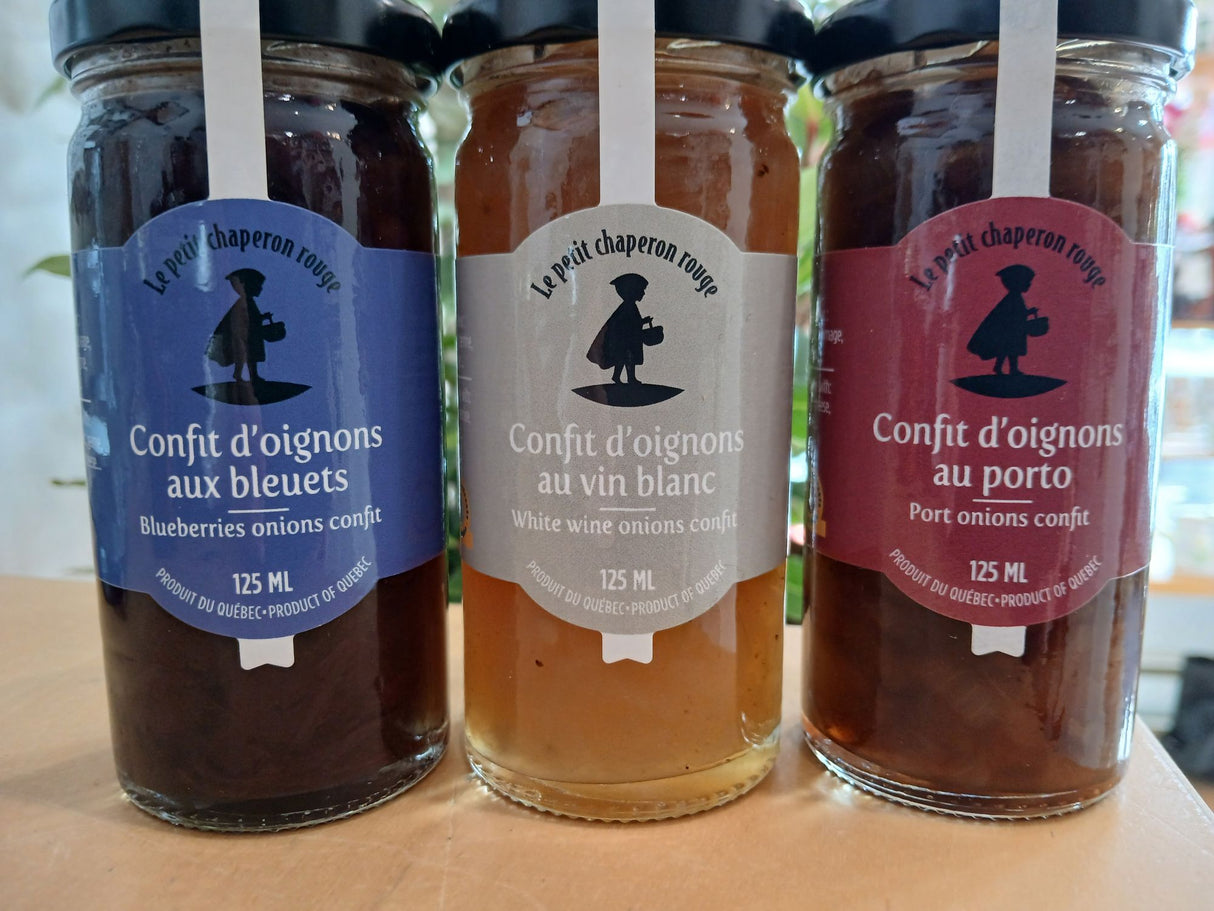 Le petit chaperon rouge
Confit d'oignons
aux bleuets
Blueberries onions confit
125 ML
PRODUIT DU QUÉBEC • PRODUCT OF QUEBEC
Le petit chaperon rouge
Confit d'oignons
au vin blanc
White wine onions confit
125 ML
PRODUIT DU QUÉBEC • PRODUCT OF QUEBEC
Le petit chaperon rouge
Confit d'oignons
au porto
Port onions confit
125 ML
PRODUIT DU QUÉBEC • PRODUCT OF QUEBEC